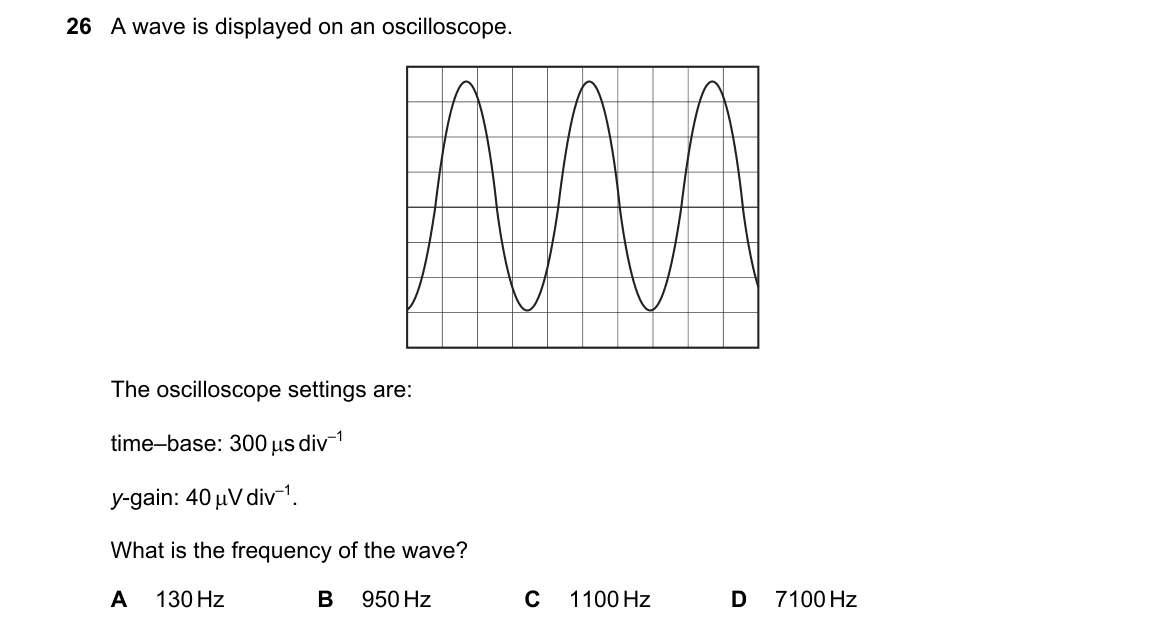 26 A wave is displayed on an oscilloscope.
The oscilloscope settings are:
time–base: 300 μs div⁻¹
y-gain: 40 μV div⁻¹.
What is the frequency of the wave?
A 130 Hz B 950 Hz C 1100 Hz D 7100 Hz